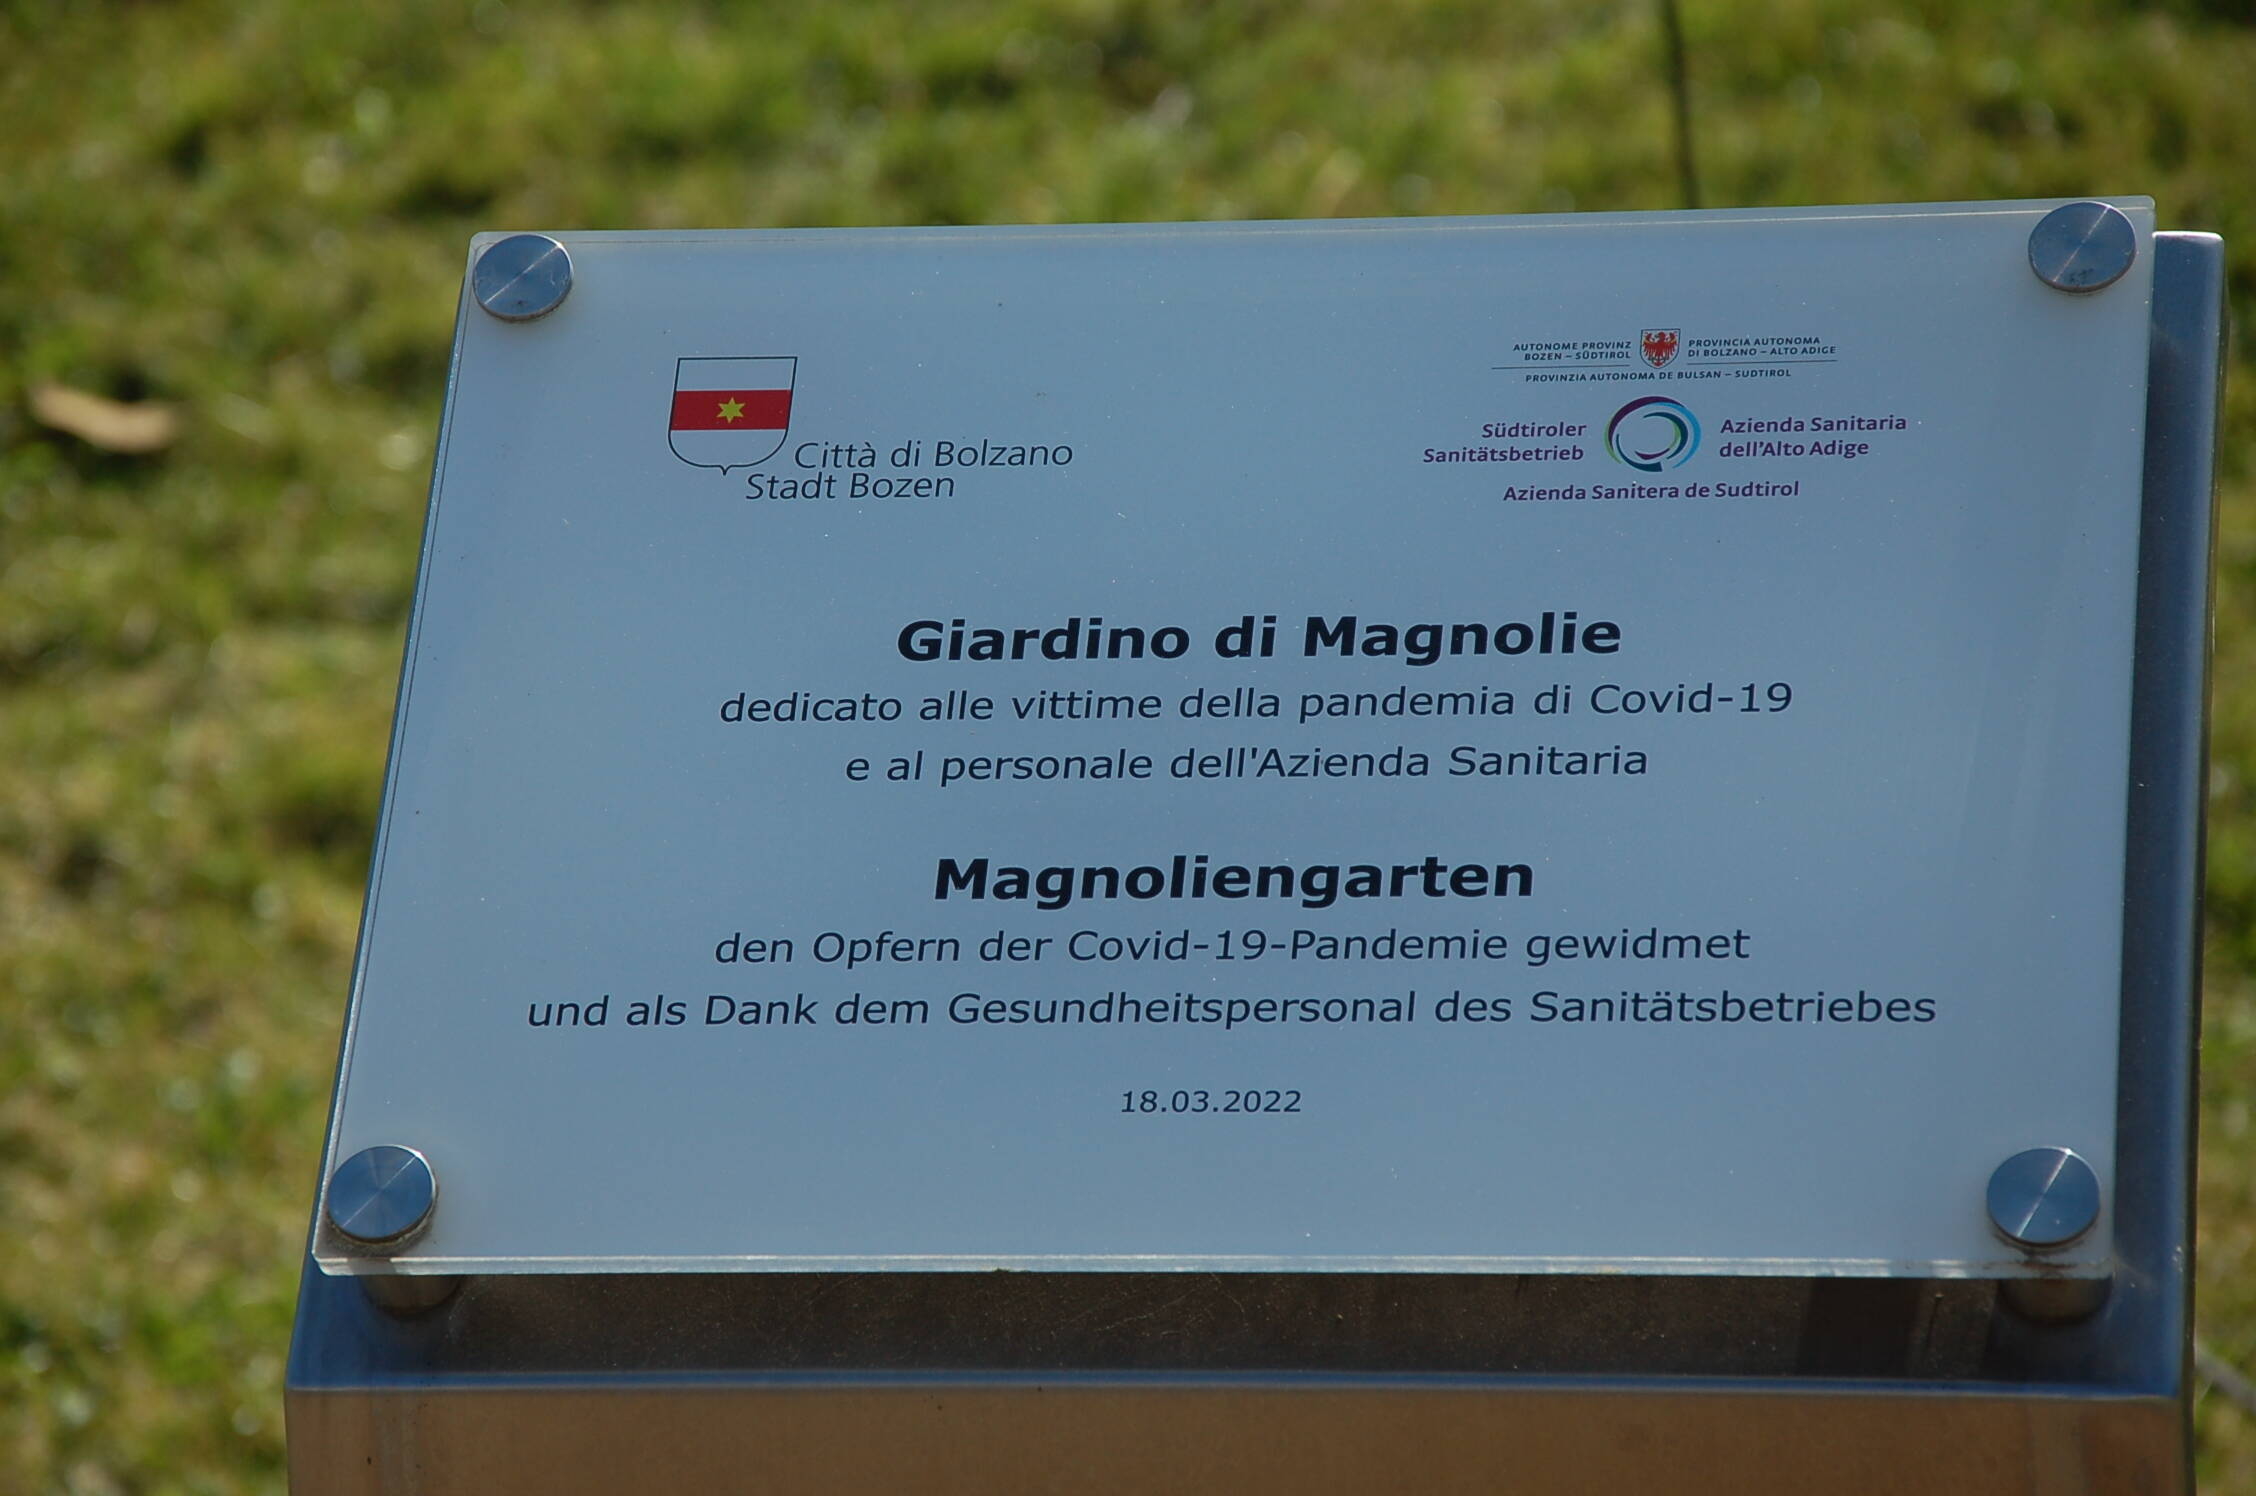 Città di Bolzano
Stadt Bozen
AUTONOME PROVINZ
BOZEN – SÜDTIROL
PROVINCIA AUTONOMA
DI BOLZANO – ALTO ADIGE
PROVINZIA AUTONOMA DE BULSAN – SUDTIROL
Südtiroler
Sanitätsbetrieb
Azienda Sanitaria
dell'Alto Adige
Azienda Sanitera de Sudtirol
Giardino di Magnolie
dedicato alle vittime della pandemia di Covid-19
e al personale dell'Azienda Sanitaria
Magnoliengarten
den Opfern der Covid-19-Pandemie gewidmet
und als Dank dem Gesundheitspersonal des Sanitätsbetriebes
18.03.2022